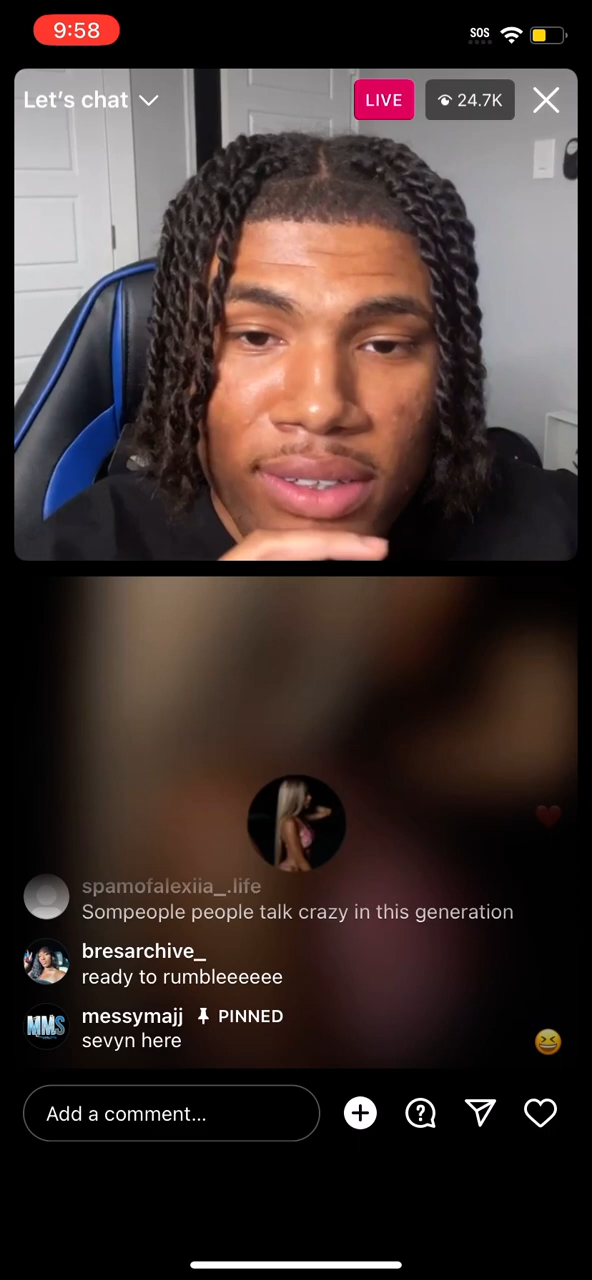 9:58
SOS
Let’s chat
LIVE
24.7K
spamofalexiia_.life
Sompeople people talk crazy in this generation
bresarchive_
ready to rumbleeeeee
MMS
messymajj PINNED
sevyn here
Add a comment...